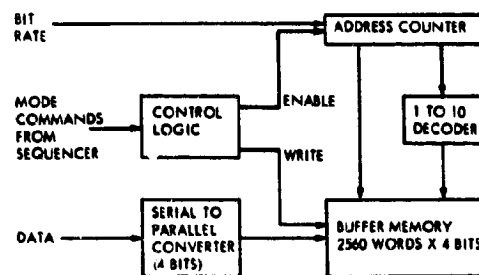 BIT
RATE
ADDRESS COUNTER
ENABLE
MODE
COMMANDS
FROM
SEQUENCER
CONTROL
LOGIC
1 TO 10
DECODER
WRITE
DATA
SERIAL TO
PARALLEL
CONVERTER
(4 BITS)
BUFFER MEMORY
2560 WORDS X 4 BITS